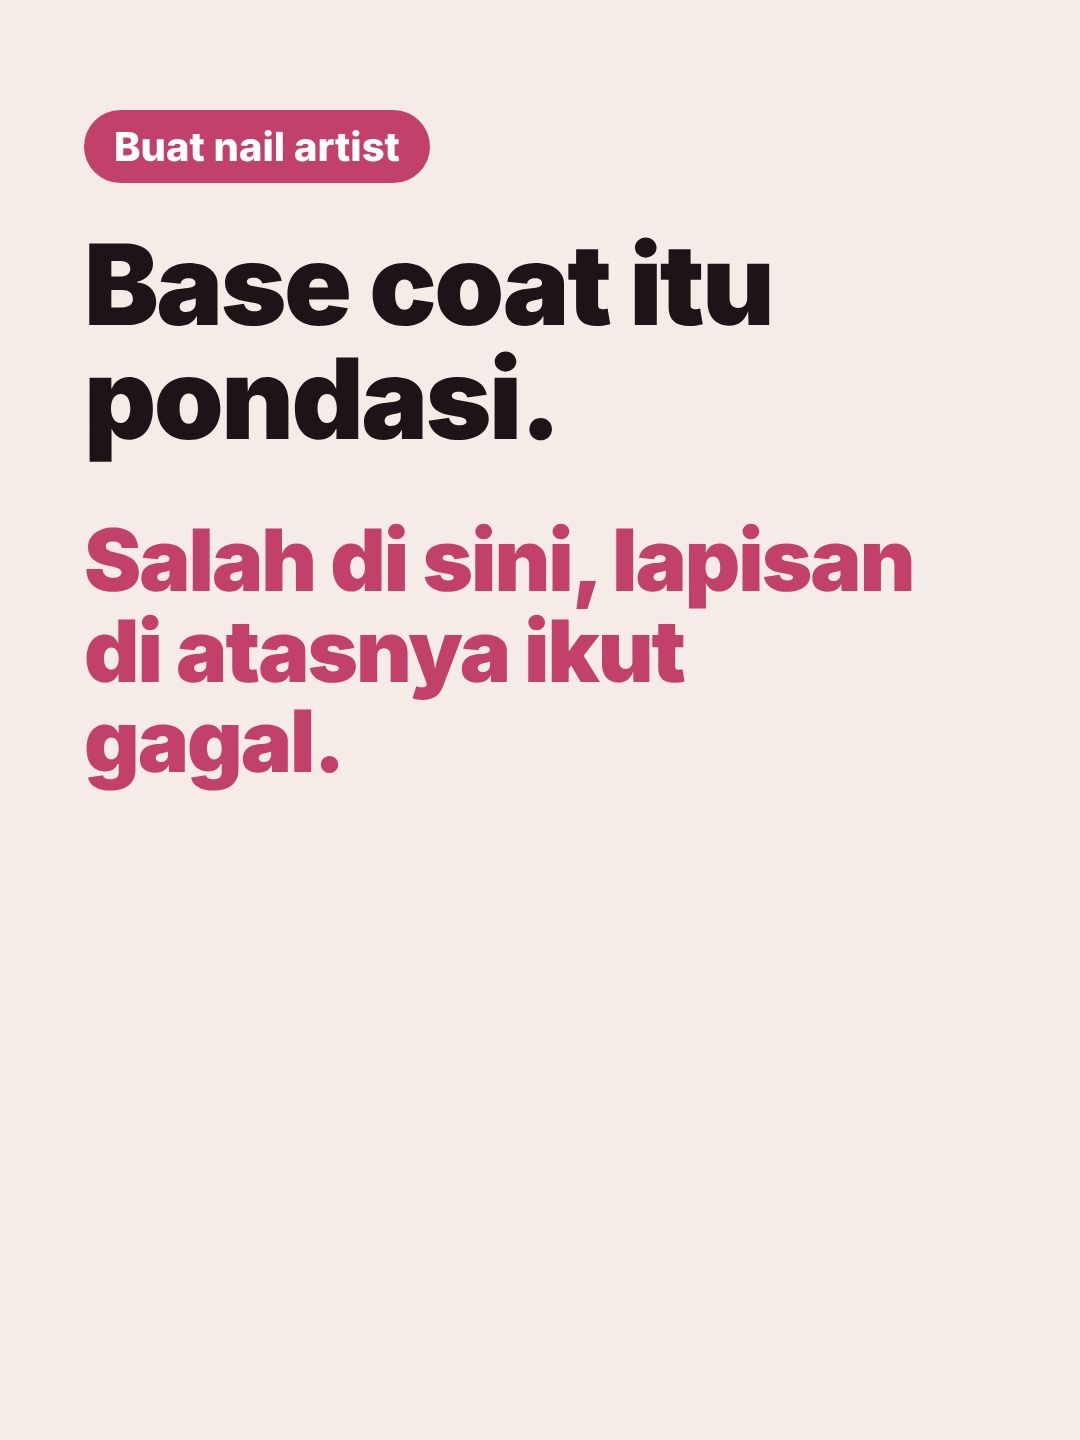 Buat nail artist
Base coat itu
pondasi.
Salah di sini, lapisan
di atasnya ikut
gagal.